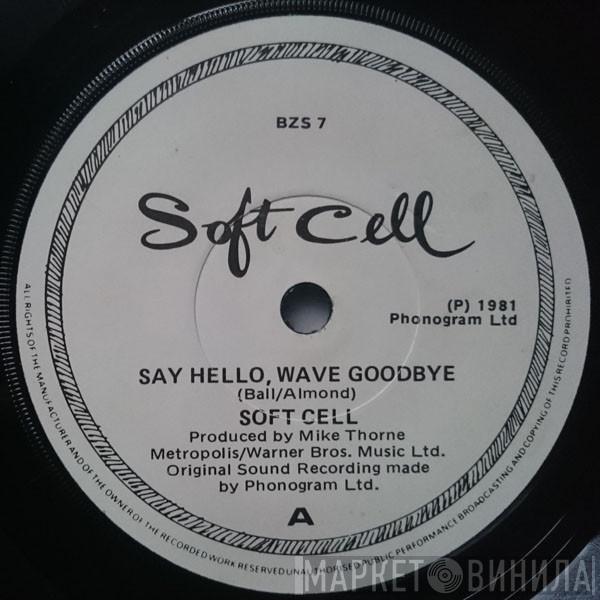 BZS 7
Soft Cell
(P) 1981
Phonogram Ltd
SAY HELLO, WAVE GOODBYE
(Ball/Almond)
SOFT CELL
Produced by Mike Thorne
Metropolis/Warner Bros. Music Ltd.
Original Sound Recording made
by Phonogram Ltd.
A
ALL RIGHTS OF THE MANUFACTURER AND OF THE OWNER OF THE RECORDED WORK RESERVED UNAUTHORISED PUBLIC PERFORMANCE BROADCASTING AND COPYING OF THIS RECORD PROHIBITED
МАРКЕТ ВИНИЛА